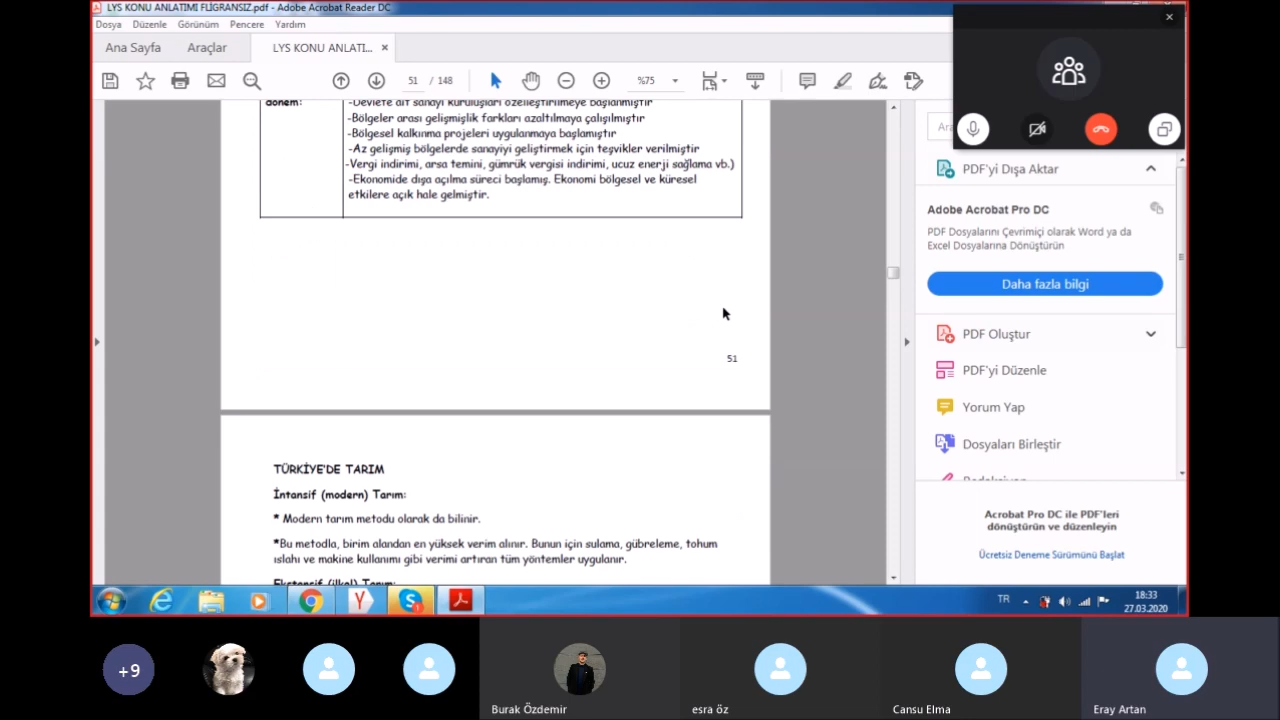 LYS KONU ANLATIMI FLİGRANSIZ.pdf - Adobe Acrobat Reader DC
Dosya Düzenle Görünüm Pencere Yardım
Ana Sayfa Araçlar LYS KONU ANLATI... ×
51 / 148 %75
dönem:
-Devlete ait sanayi kuruluşları özelleştirilmeye başlanmıştır
-Bölgeler arası gelişmişlik farkları azaltılmaya çalışılmıştır
-Bölgesel kalkınma projeleri uygulanmaya başlamıştır
-Az gelişmiş bölgelerde sanayiyi geliştirmek için teşvikler verilmiştir
-Vergi indirimi, arsa temini, gümrük vergisi indirimi, ucuz enerji sağlama vb.)
-Ekonomide dışa açılma süreci başlamış. Ekonomi bölgesel ve küresel
etkilere açık hale gelmiştir.
51
TÜRKİYE'DE TARIM
İntansif (modern) Tarım:
* Modern tarım metodu olarak da bilinir.
*Bu metodla, birim alandan en yüksek verim alınır. Bunun için sulama, gübreleme, tohum
ıslahı ve makine kullanımı gibi verimi artıran tüm yöntemler uygulanır.
Ekstansif (ilkel) Tarım:
PDF'yi Dışa Aktar
Adobe Acrobat Pro DC
PDF Dosyalarını Çevrimiçi olarak Word ya da
Excel Dosyalarına Dönüştürün
Daha fazla bilgi
PDF Oluştur
PDF'yi Düzenle
Yorum Yap
Dosyaları Birleştir
Redaksiyon
Acrobat Pro DC ile PDF'leri
dönüştürün ve düzenleyin
Ücretsiz Deneme Sürümünü Başlat
TR
18:33
27.03.2020
+9
Burak Özdemir
esra öz
Cansu Elma
Eray Artan